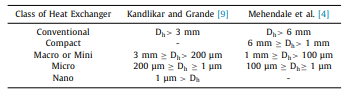 Class of Heat Exchanger Kandlikar and Grande [9] Mehendale et al. [4]
Conventional Dh> 3 mm Dh> 6 mm
Compact - 6 mm ≥ Dh> 1 mm
Macro or Mini 3 mm ≥ Dh> 200 μm 1 mm ≥ Dh> 100 μm
Micro 200 μm ≥ Dh ≥ 1 μm 100 μm ≥ Dh≥ 1 μm
Nano 1 μm > Dh -